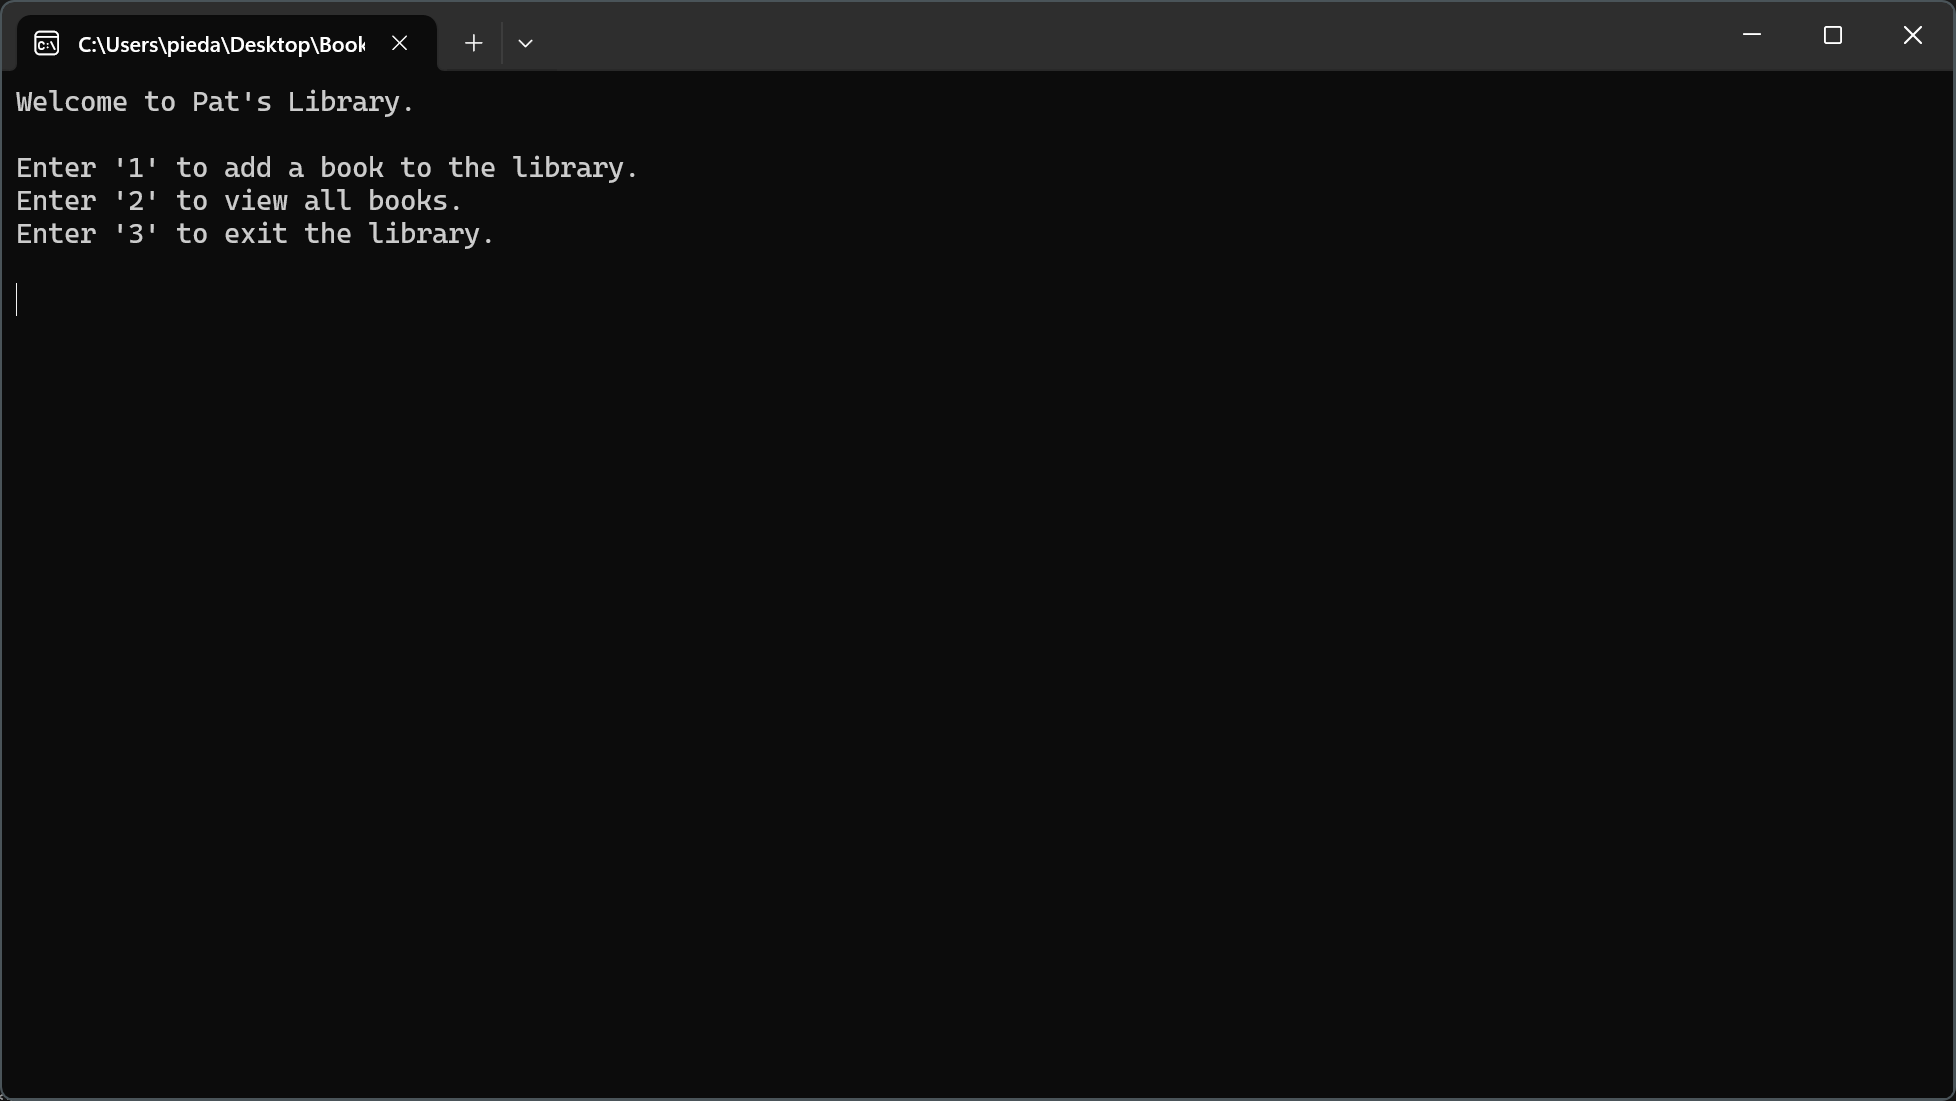 C:\Users\pieda\Desktop\Book
Welcome to Pat's Library.
Enter '1' to add a book to the library.
Enter '2' to view all books.
Enter '3' to exit the library.